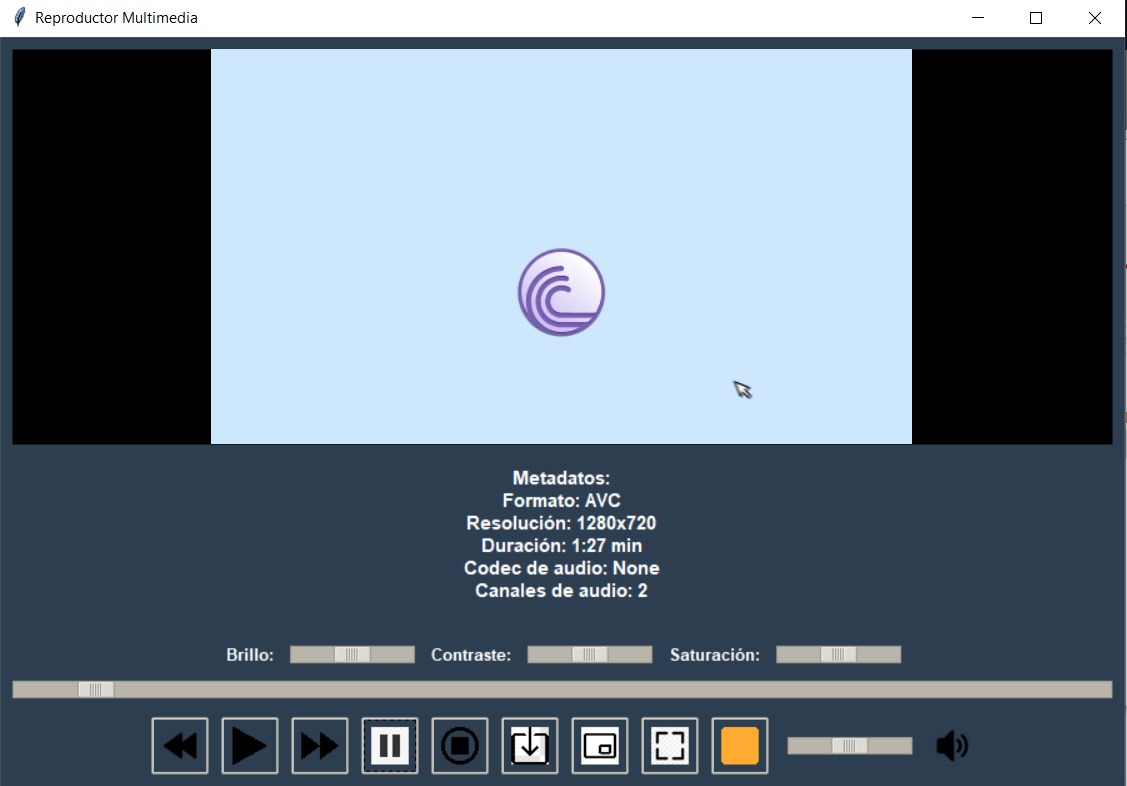 Reproductor Multimedia
Metadatos:
Formato: AVC
Resolución: 1280x720
Duración: 1:27 min
Codec de audio: None
Canales de audio: 2
Brillo: Contraste: Saturación: